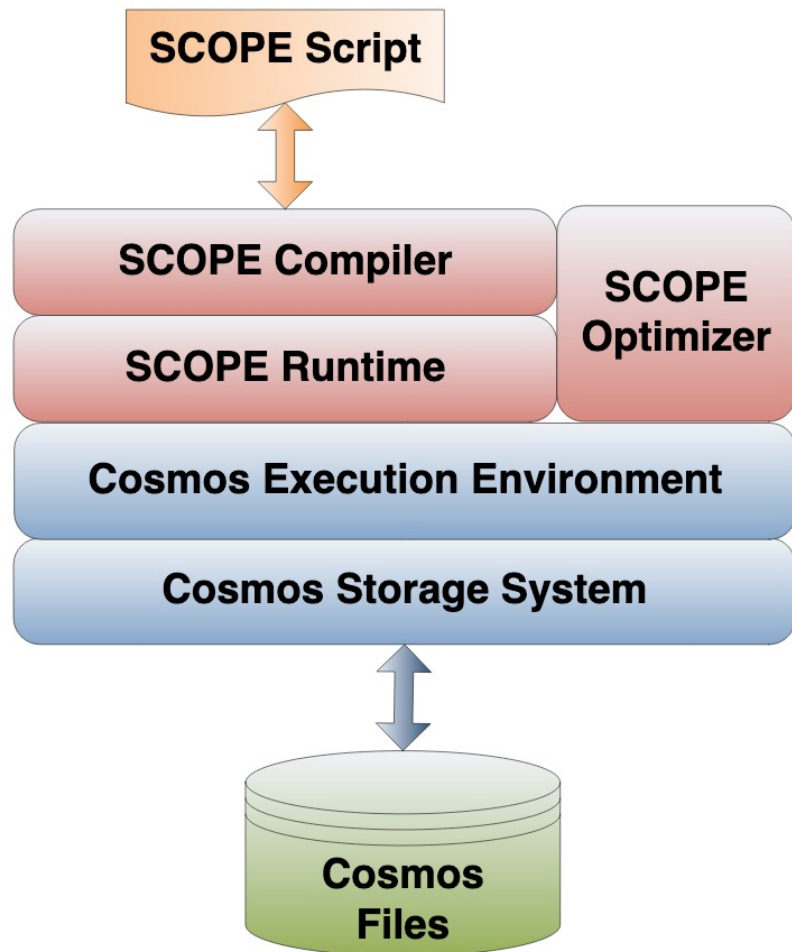 SCOPE Script
SCOPE Compiler
SCOPE
Optimizer
SCOPE Runtime
Cosmos Execution Environment
Cosmos Storage System
Cosmos
Files